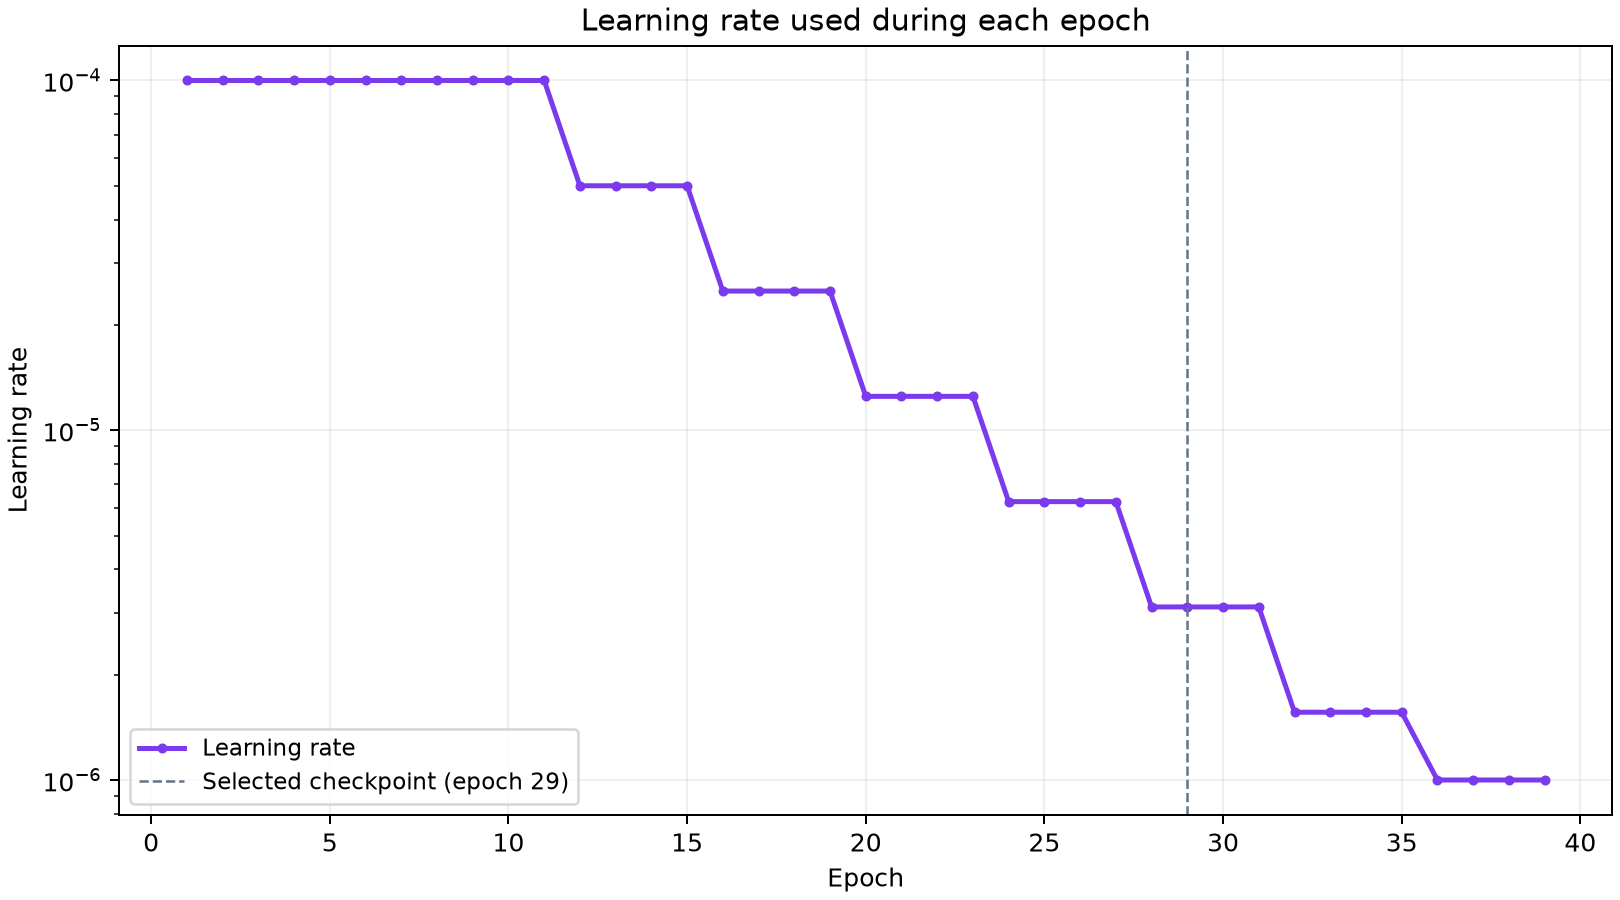 Learning rate used during each epoch
Learning rate
10⁻⁴
10⁻⁵
10⁻⁶
Learning rate
Selected checkpoint (epoch 29)
0 5 10 15 20 25 30 35 40
Epoch